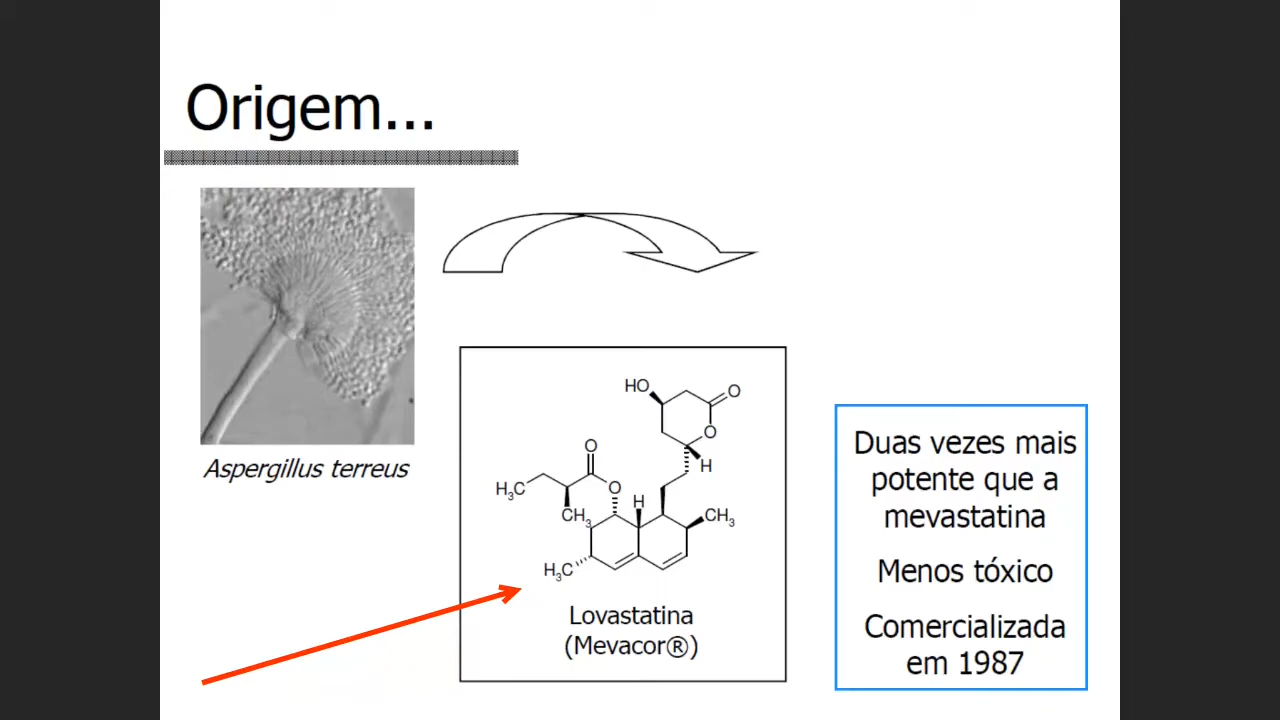 Origem...
Aspergillus terreus
HO
O
O
H
O
O
H₃C
CH₃
H
CH₃
H₃C
Lovastatina
(Mevacor®)
Duas vezes mais
potente que a
mevastatina
Menos tóxico
Comercializada
em 1987